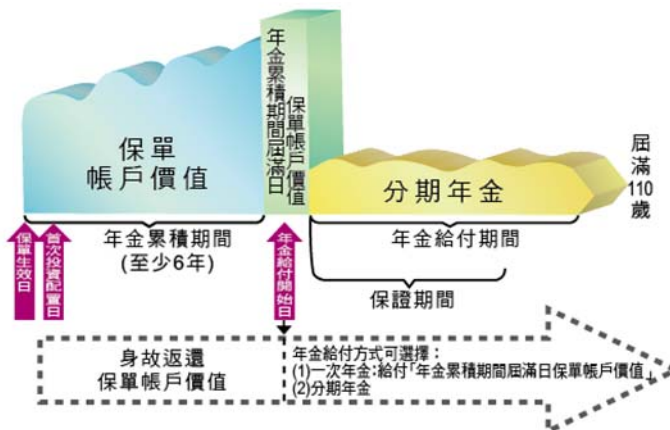 年金累積期間屆滿日
保單帳戶價值
保單
帳戶價值
分期年金
屆滿110歲
保單生效日
首次投資配置日
年金累積期間
(至少6年)
年金給付開始日
年金給付期間
保證期間
身故返還
保單帳戶價值
年金給付方式可選擇：
(1)一次年金：給付「年金累積期間屆滿日保單帳戶價值」
(2)分期年金